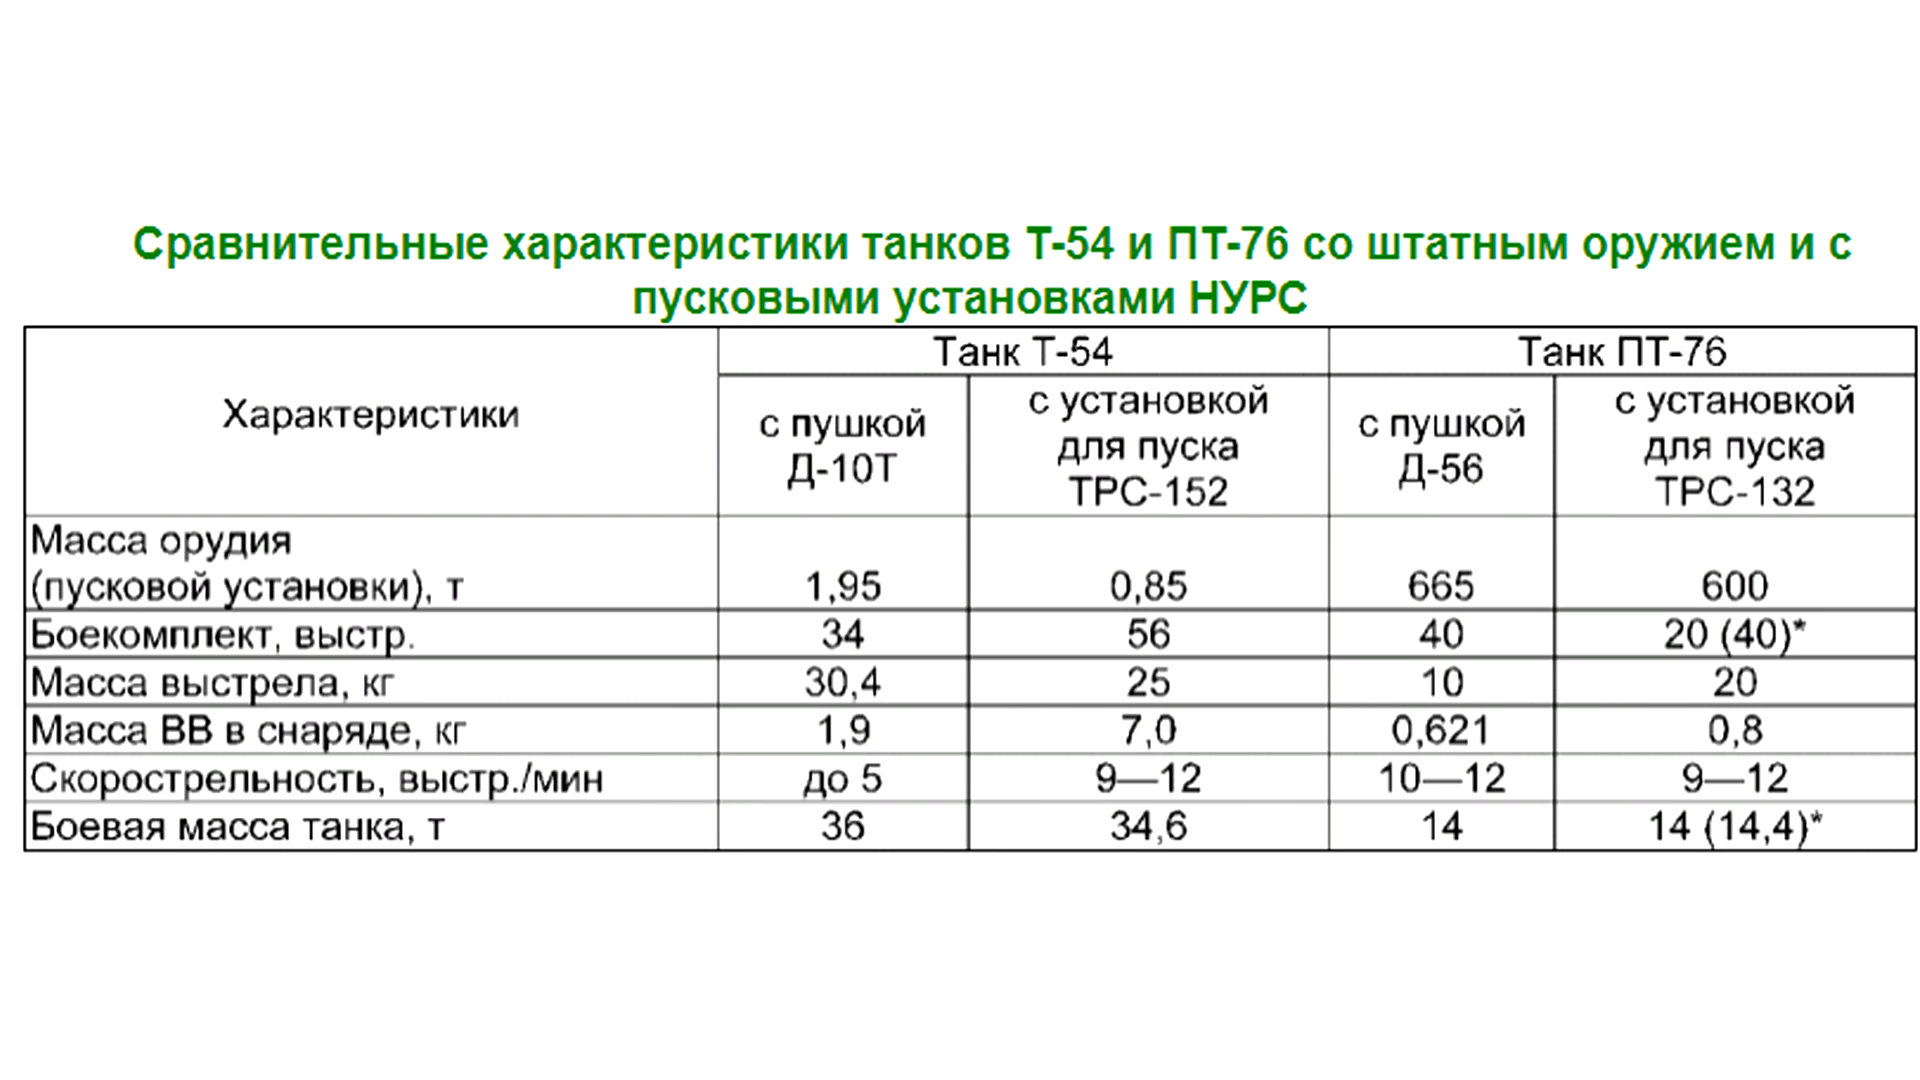 Сравнительные характеристики танков Т-54 и ПТ-76 со штатным оружием и с
пусковыми установками НУРС
Характеристики
Танк Т-54
Танк ПТ-76
с пушкой
Д-10Т
с установкой
для пуска
ТРС-152
с пушкой
Д-56
с установкой
для пуска
ТРС-132
Масса орудия
(пусковой установки), т 1,95 0,85 665 600
Боекомплект, выстр. 34 56 40 20 (40)*
Масса выстрела, кг 30,4 25 10 20
Масса ВВ в снаряде, кг 1,9 7,0 0,621 0,8
Скорострельность, выстр./мин до 5 9—12 10—12 9—12
Боевая масса танка, т 36 34,6 14 14 (14,4)*